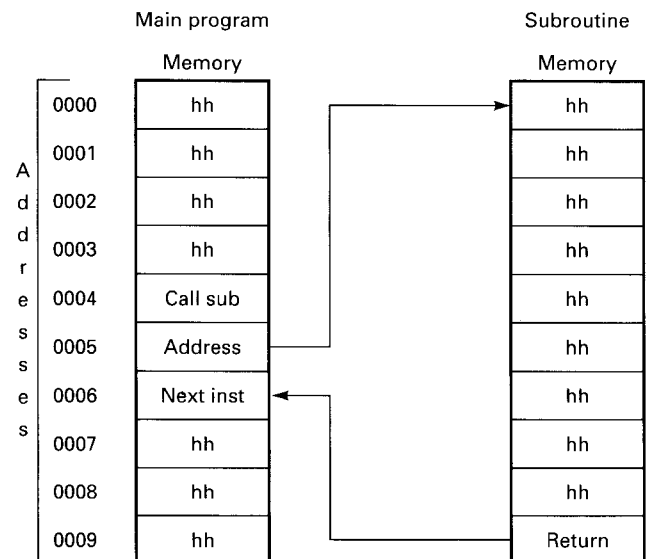 Main program Subroutine
Memory Memory
Addresses
0000 hh hh
0001 hh hh
0002 hh hh
0003 hh hh
0004 Call sub hh
0005 Address hh
0006 Next inst hh
0007 hh hh
0008 hh hh
0009 hh Return